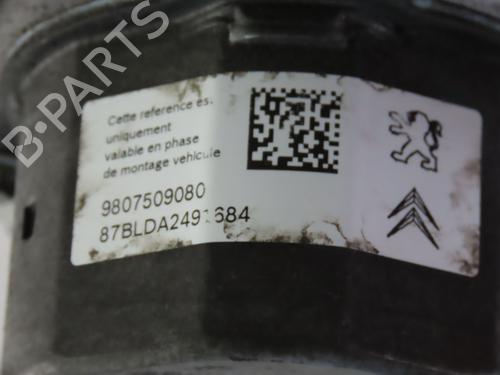 B-PARTS
Cette reference est
uniquement
valable en phase
de montage vehicule
9807509080